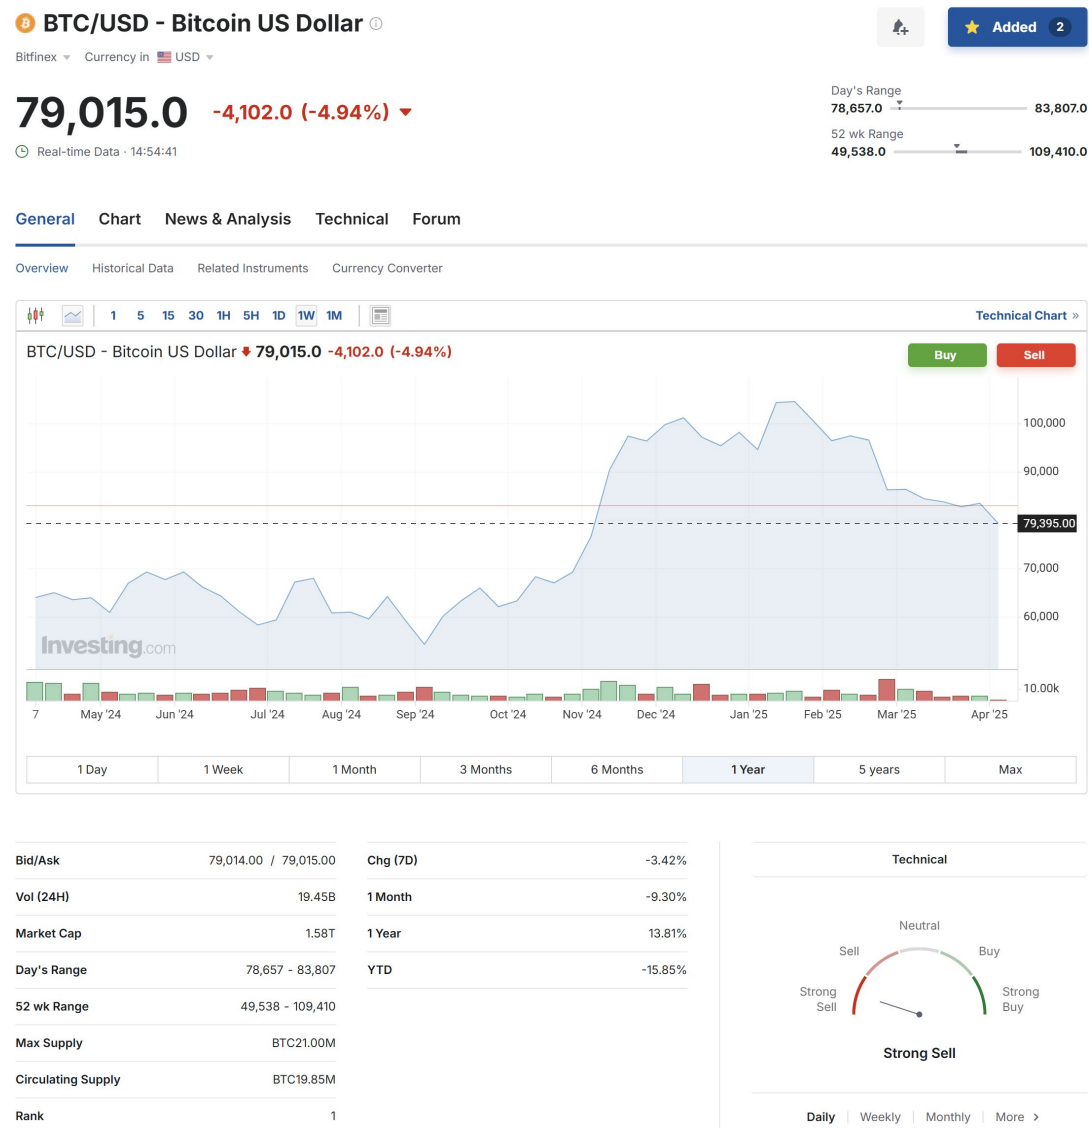 BTC/USD - Bitcoin US Dollar
Bitfinex Currency in USD
Added 2
79,015.0 -4,102.0 (-4.94%)
Real-time Data · 14:54:41
Day's Range
78,657.0 83,807.0
52 wk Range
49,538.0 109,410.0
General Chart News & Analysis Technical Forum
Overview Historical Data Related Instruments Currency Converter
1 5 15 30 1H 5H 1D 1W 1M
Technical Chart »
BTC/USD - Bitcoin US Dollar 79,015.0 -4,102.0 (-4.94%)
Buy Sell
100,000
90,000
79,395.00
70,000
60,000
Investing.com
10.00k
7 May '24 Jun '24 Jul '24 Aug '24 Sep '24 Oct '24 Nov '24 Dec '24 Jan '25 Feb '25 Mar '25 Apr '25
1 Day 1 Week 1 Month 3 Months 6 Months 1 Year 5 years Max
Bid/Ask 79,014.00 / 79,015.00
Vol (24H) 19.45B
Market Cap 1.58T
Day's Range 78,657 - 83,807
52 wk Range 49,538 - 109,410
Max Supply BTC21.00M
Circulating Supply BTC19.85M
Rank 1
Chg (7D) -3.42%
1 Month -9.30%
1 Year 13.81%
YTD -15.85%
Technical
Neutral
Sell Buy
Strong Sell
Strong Buy
Strong Sell
Daily Weekly Monthly More >